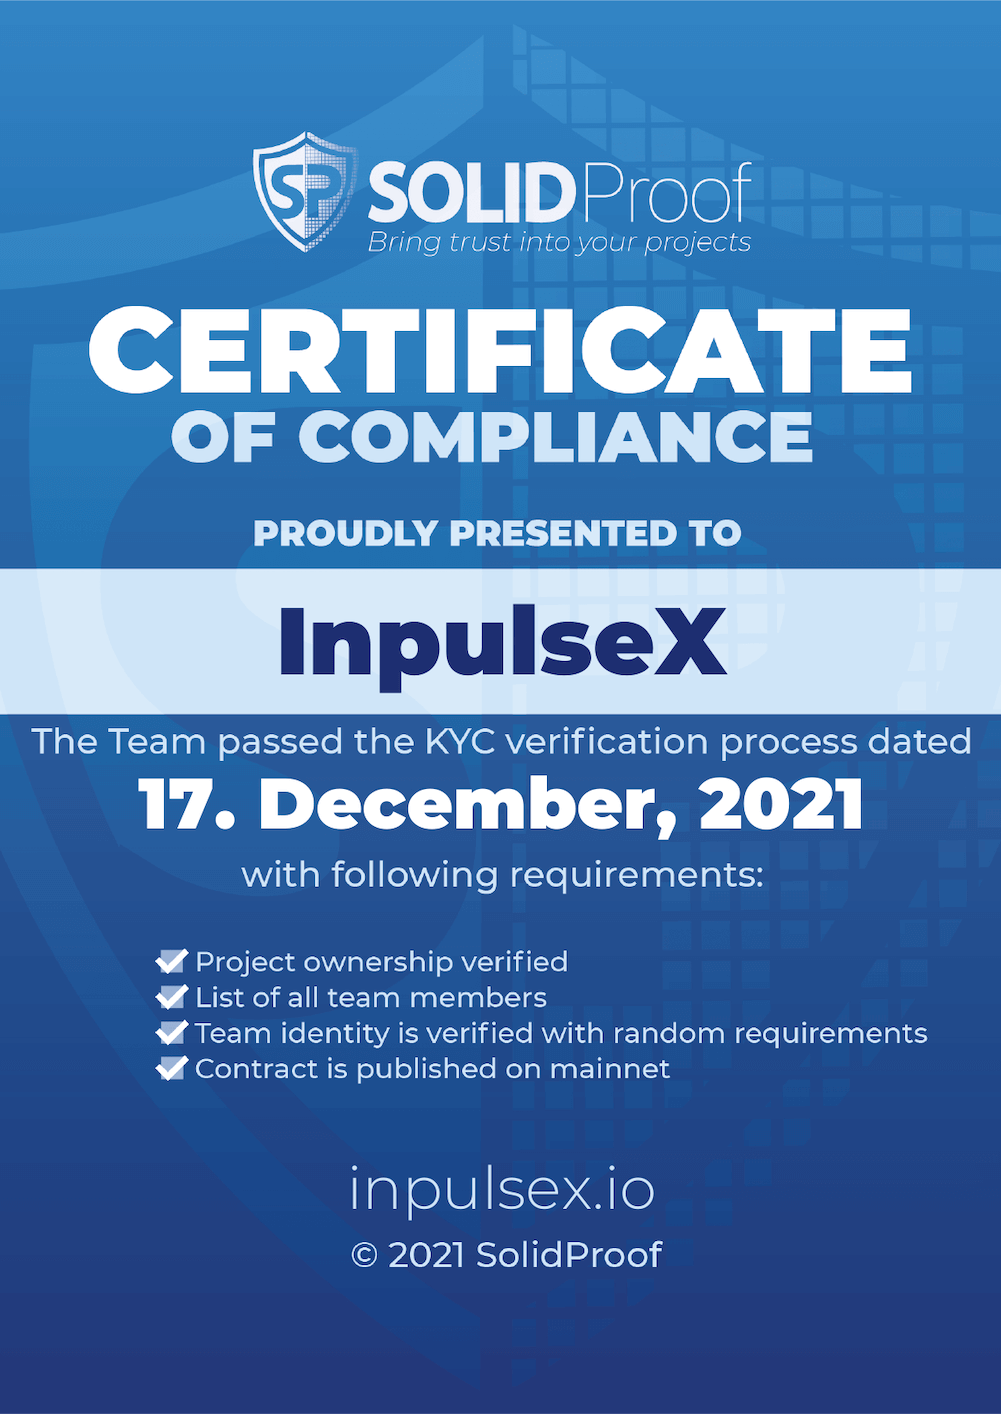 SP SOLIDProof
Bring trust into your projects
CERTIFICATE
OF COMPLIANCE
PROUDLY PRESENTED TO
InpulseX
The Team passed the KYC verification process dated
17. December, 2021
with following requirements:
Project ownership verified
List of all team members
Team identity is verified with random requirements
Contract is published on mainnet
inpulsex.io
© 2021 SolidProof